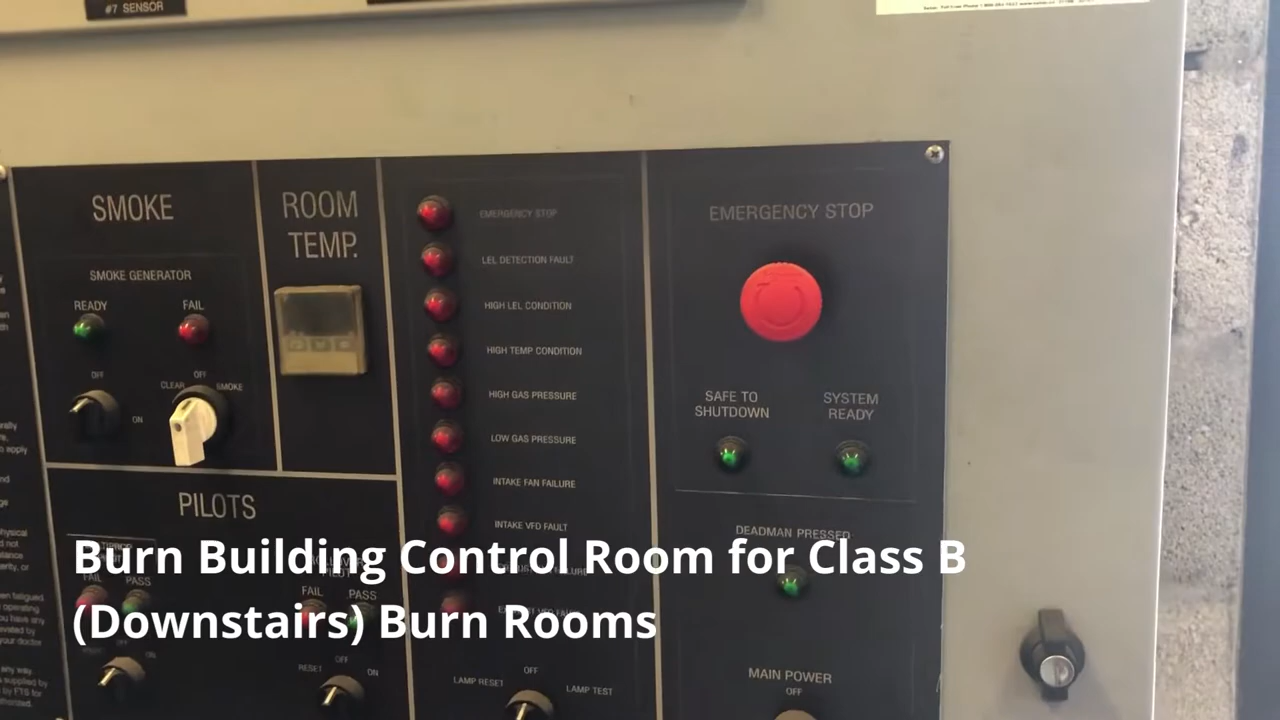 #7 SENSOR
SMOKE
SMOKE GENERATOR
READY
FAIL
OFF
ON
CLEAR
OFF
SMOKE
ROOM
TEMP.
EMERGENCY STOP
LEL DETECTION FAULT
HIGH LEL CONDITION
HIGH TEMP CONDITION
HIGH GAS PRESSURE
LOW GAS PRESSURE
INTAKE FAN FAILURE
INTAKE VFD FAULT
LAMP RESET
OFF
LAMP TEST
EMERGENCY STOP
SAFE TO
SHUTDOWN
SYSTEM
READY
DEADMAN PRESSED
MAIN POWER
OFF
PILOTS
FAIL
PASS
FAIL
PASS
RESET
OFF
ON
Burn Building Control Room for Class B
(Downstairs) Burn Rooms